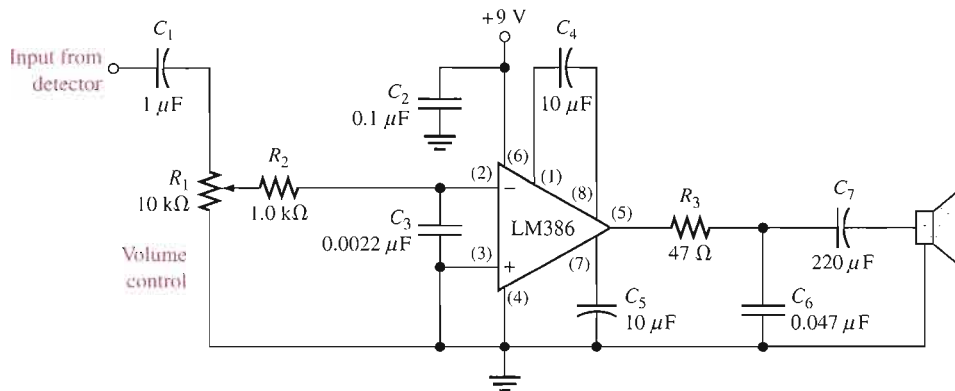 +9 V
C1
Input from
detector
1 μF
C2
0.1 μF
C4
10 μF
(6)
(1)
(2)
−
(8)
R1
10 kΩ
R2
1.0 kΩ
C3
0.0022 μF
LM386
(5)
R3
47 Ω
C7
220 μF
Volume
control
(3)
+
(7)
(4)
C5
10 μF
C6
0.047 μF